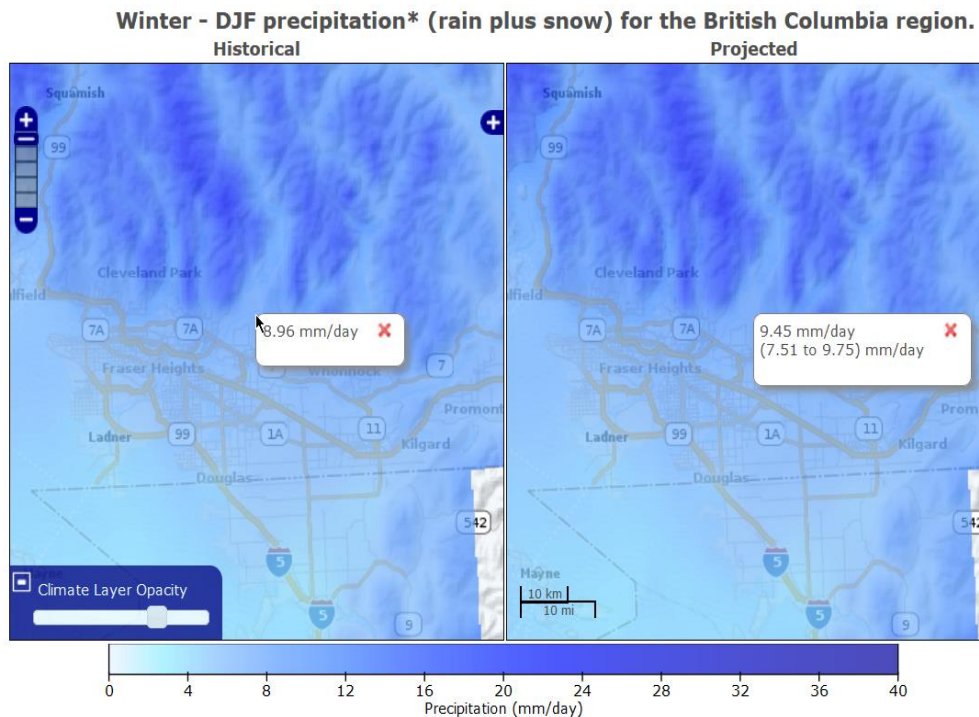 Winter - DJF precipitation* (rain plus snow) for the British Columbia region.
Historical
Projected
Squamish
99
Cleveland Park
7A
7A
8.96 mm/day
Fraser Heights
Whonnock
7
Promont
Ladner
99
1A
11
Kilgard
Douglas
542
5
5
9
Climate Layer Opacity
Squamish
99
Cleveland Park
7A
7A
9.45 mm/day
(7.51 to 9.75) mm/day
Fraser Heights
Prom
Ladner
99
1A
11
Kilgard
Douglas
542
5
5
9
Mayne
10 km
10 mi
0 4 8 12 16 20 24 28 32 36 40
Precipitation (mm/day)